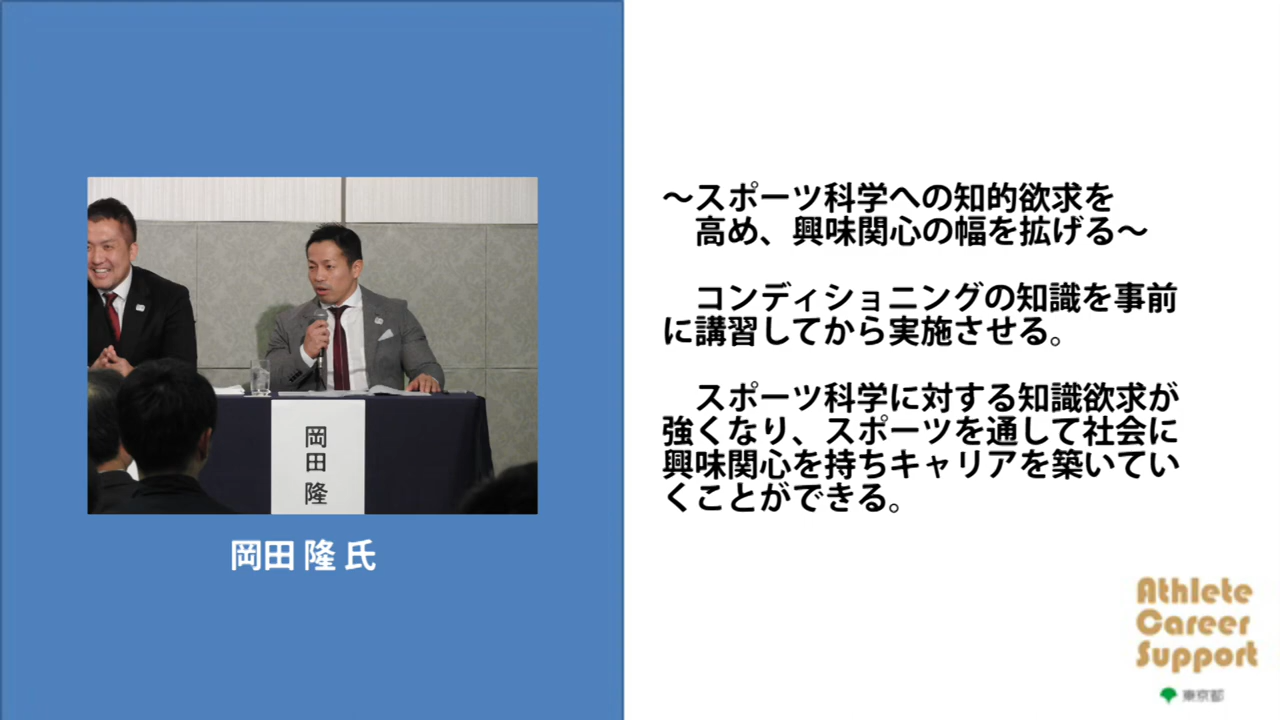 岡田 隆
岡田 隆 氏
～スポーツ科学への知的欲求を
高め、興味関心の幅を拡げる～
コンディショニングの知識を事前
に講習してから実施させる。
スポーツ科学に対する知識欲求が
強くなり、スポーツを通して社会に
興味関心を持ちキャリアを築いてい
くことができる。
Athlete
Career
Support
東京都